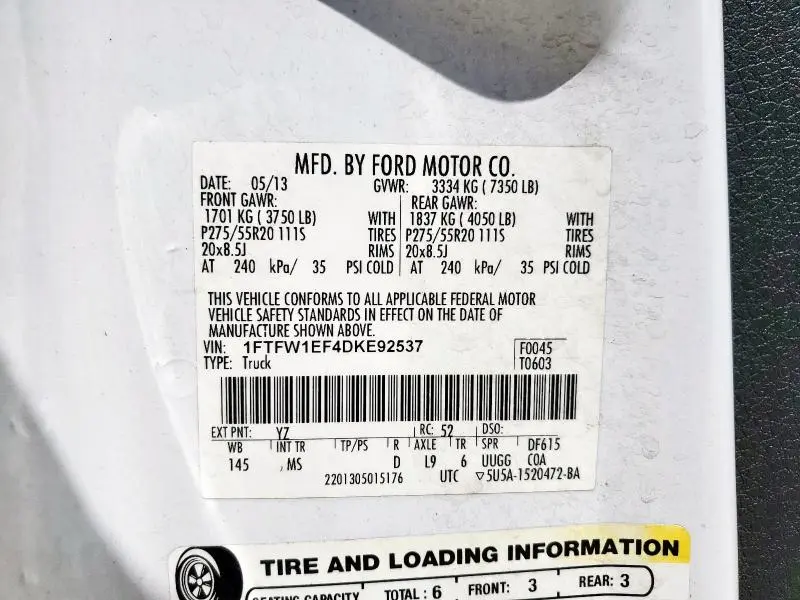 MFD. BY FORD MOTOR CO.
DATE: 05/13 GVWR: 3334 KG ( 7350 LB)
FRONT GAWR: REAR GAWR:
1701 KG ( 3750 LB) WITH 1837 KG ( 4050 LB) WITH
P275/55R20 111S TIRES P275/55R20 111S TIRES
20x8.5J RIMS 20x8.5J RIMS
AT 240 kPa/ 35 PSI COLD AT 240 kPa/ 35 PSI COLD
THIS VEHICLE CONFORMS TO ALL APPLICABLE FEDERAL MOTOR
VEHICLE SAFETY STANDARDS IN EFFECT ON THE DATE OF
MANUFACTURE SHOWN ABOVE.
VIN: 1FTFW1EF4DKE92537 F0045
TYPE: Truck T0603
EXT PNT: YZ RC: 52 DSO:
WB INT TR TP/PS R AXLE TR SPR DF615
145 , MS D L9 6 UUGG COA
2201305015176 UTC ▽5U5A-1520472-BA
TIRE AND LOADING INFORMATION
SEATING CAPACITY TOTAL : 6 FRONT: 3 REAR: 3